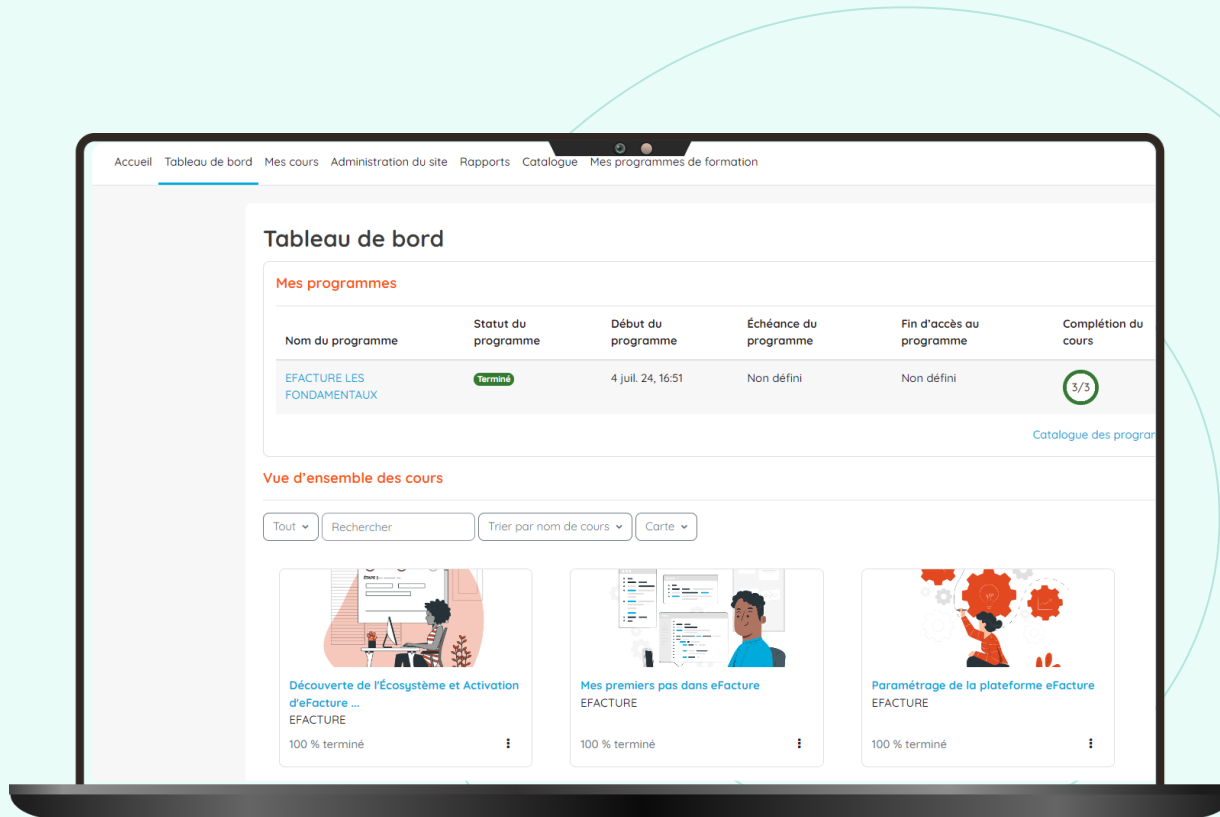 Accueil Tableau de bord Mes cours Administration du site Rapports Catalogue Mes programmes de formation
Tableau de bord
Mes programmes
Nom du programme Statut du programme Début du programme Échéance du programme Fin d'accès au programme Complétion du cours
EFACTURE LES FONDAMENTAUX Terminé 4 juil. 24, 16:51 Non défini Non défini 3/3
Catalogue des
Vue d'ensemble des cours
Tout Rechercher Trier par nom de cours Carte
Découverte de l'Écosystème et Activation
d'eFacture ...
EFACTURE
100 % terminé
Mes premiers pas dans eFacture
EFACTURE
100 % terminé
Paramétrage de la plateforme eFacture
EFACTURE
100 % terminé